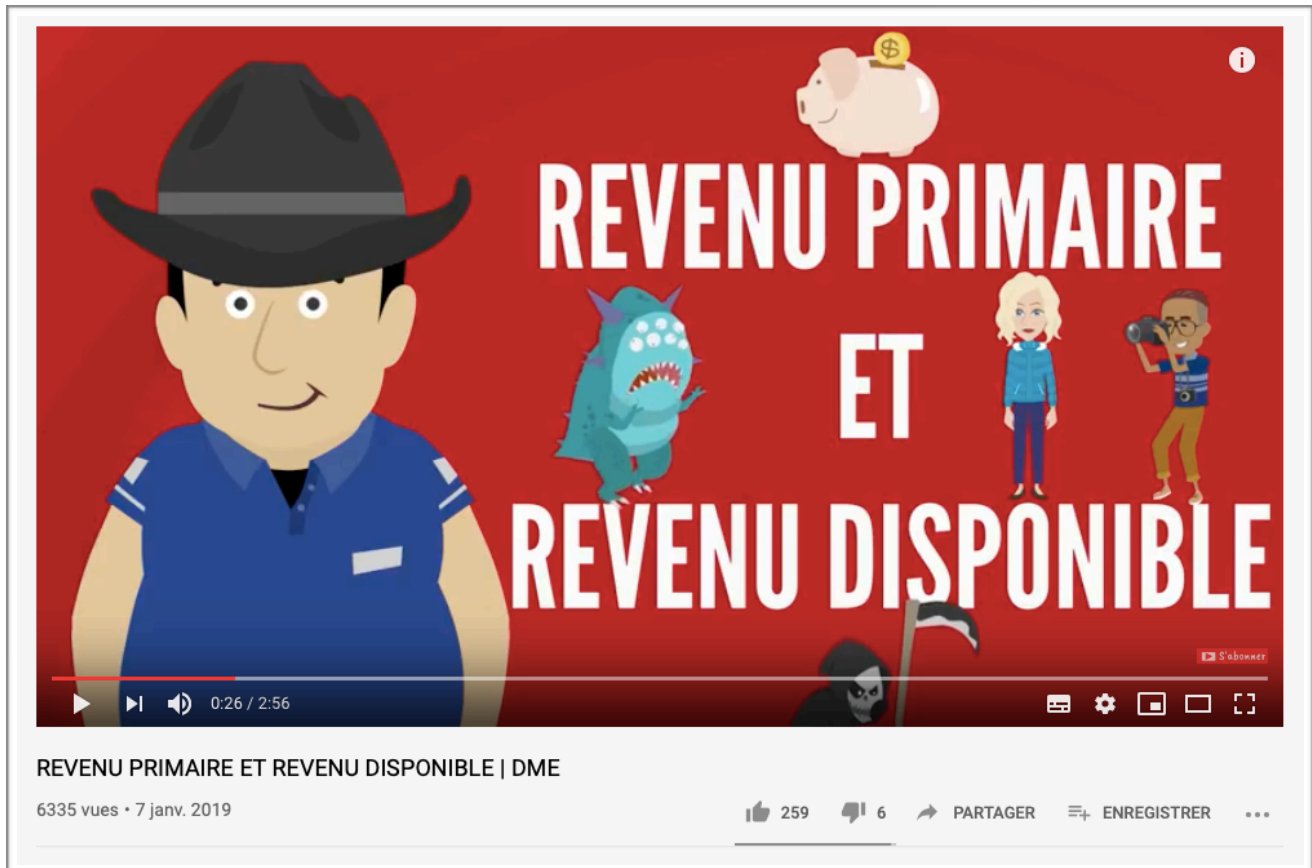 $
i
REVENU PRIMAIRE
ET
REVENU DISPONIBLE
S'abonner
0:26 / 2:56
REVENU PRIMAIRE ET REVENU DISPONIBLE | DME
6335 vues • 7 janv. 2019
259 6 PARTAGER ENREGISTRER